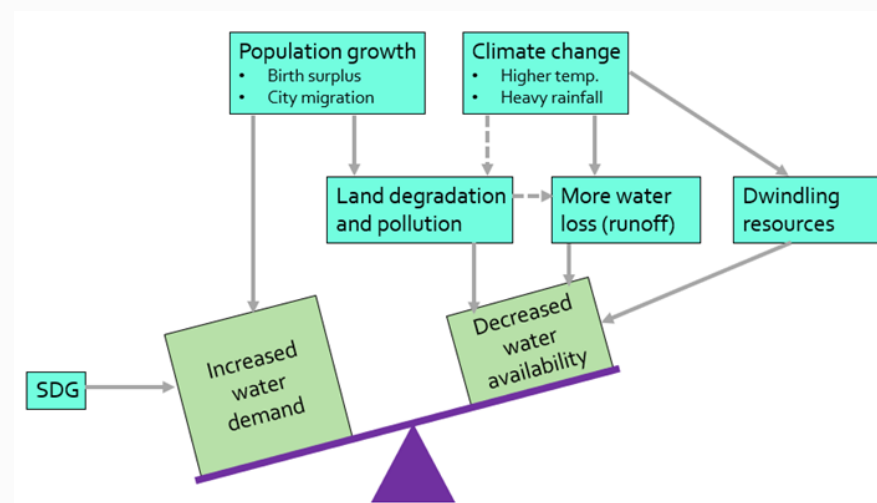 Population growth
• Birth surplus
• City migration
Climate change
• Higher temp.
• Heavy rainfall
Land degradation
and pollution
More water
loss (runoff)
Dwindling
resources
Increased
water
demand
Decreased
water
availability
SDG